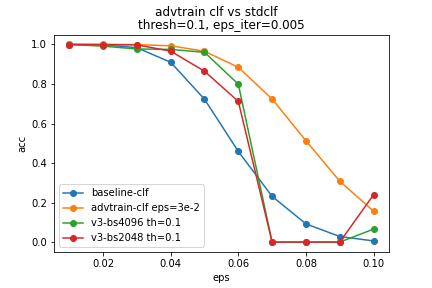 advtrain clf vs stdclf
thresh=0.1, eps_iter=0.005
acc
1.0
0.8
0.6
0.4
0.2
0.0
baseline-clf
advtrain-clf eps=3e-2
v3-bs4096 th=0.1
v3-bs2048 th=0.1
0.02
0.04
0.06
0.08
0.10
eps